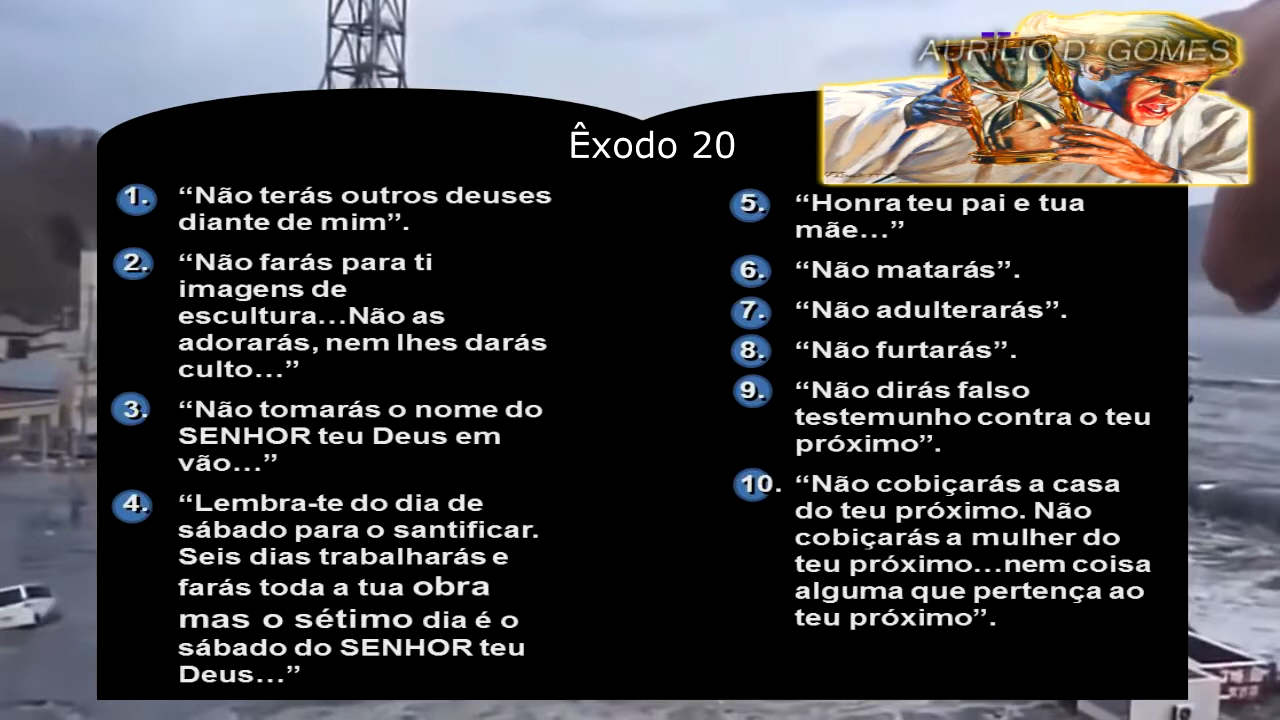 AURÍLIO D' GOMES
Êxodo 20
1. “Não terás outros deuses
diante de mim”.
2. “Não farás para ti
imagens de
escultura...Não as
adorarás, nem lhes darás
culto...”
3. “Não tomarás o nome do
SENHOR teu Deus em
vão...”
4. “Lembra-te do dia de
sábado para o santificar.
Seis dias trabalharás e
farás toda a tua obra
mas o sétimo dia é o
sábado do SENHOR teu
Deus...”
5. “Honra teu pai e tua
mãe...”
6. “Não matarás”.
7. “Não adulterarás”.
8. “Não furtarás”.
9. “Não dirás falso
testemunho contra o teu
próximo”.
10. “Não cobiçarás a casa
do teu próximo. Não
cobiçarás a mulher do
teu próximo...nem coisa
alguma que pertença ao
teu próximo”.